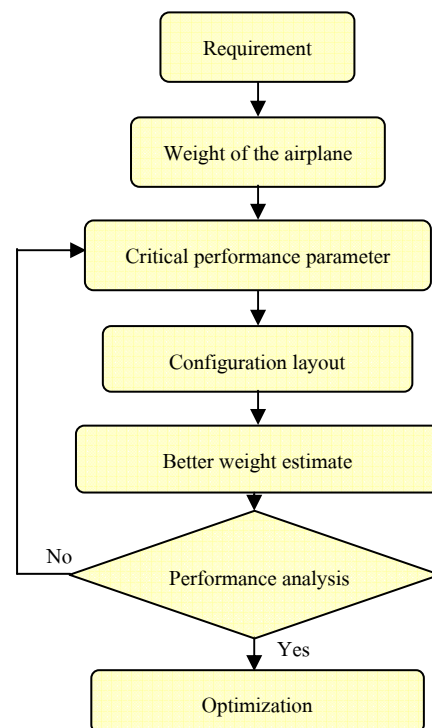 Requirement
Weight of the airplane
Critical performance parameter
Configuration layout
Better weight estimate
No
Performance analysis
Yes
Optimization